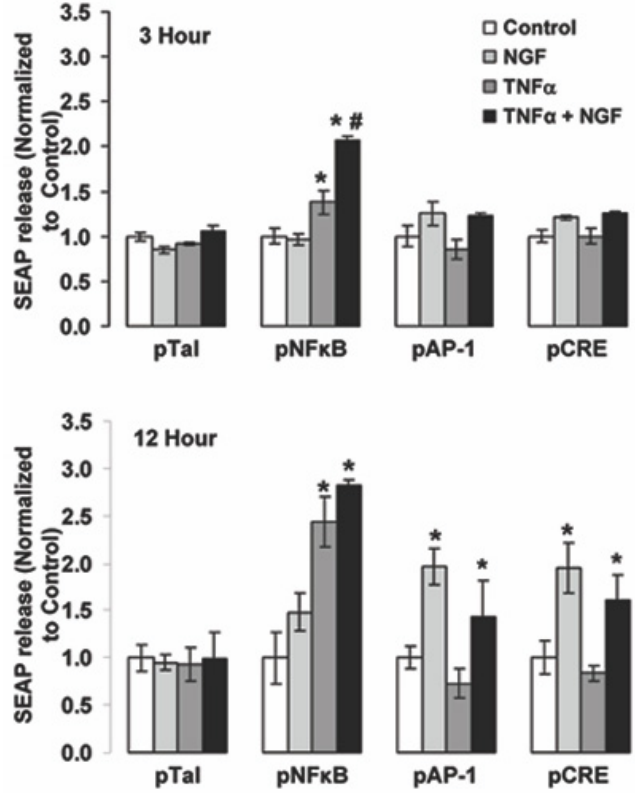 3.5
3 Hour
3.0
2.5
2.0
1.5
1.0
0.5
0.0
SEAP release (Normalized
to Control)
Control
NGF
TNFα
TNFα + NGF
*
* #
pTal
pNFκB
pAP-1
pCRE
3.5
12 Hour
3.0
2.5
2.0
1.5
1.0
0.5
0.0
SEAP release (Normalized
to Control)
*
*
*
*
*
*
pTal
pNFκB
pAP-1
pCRE